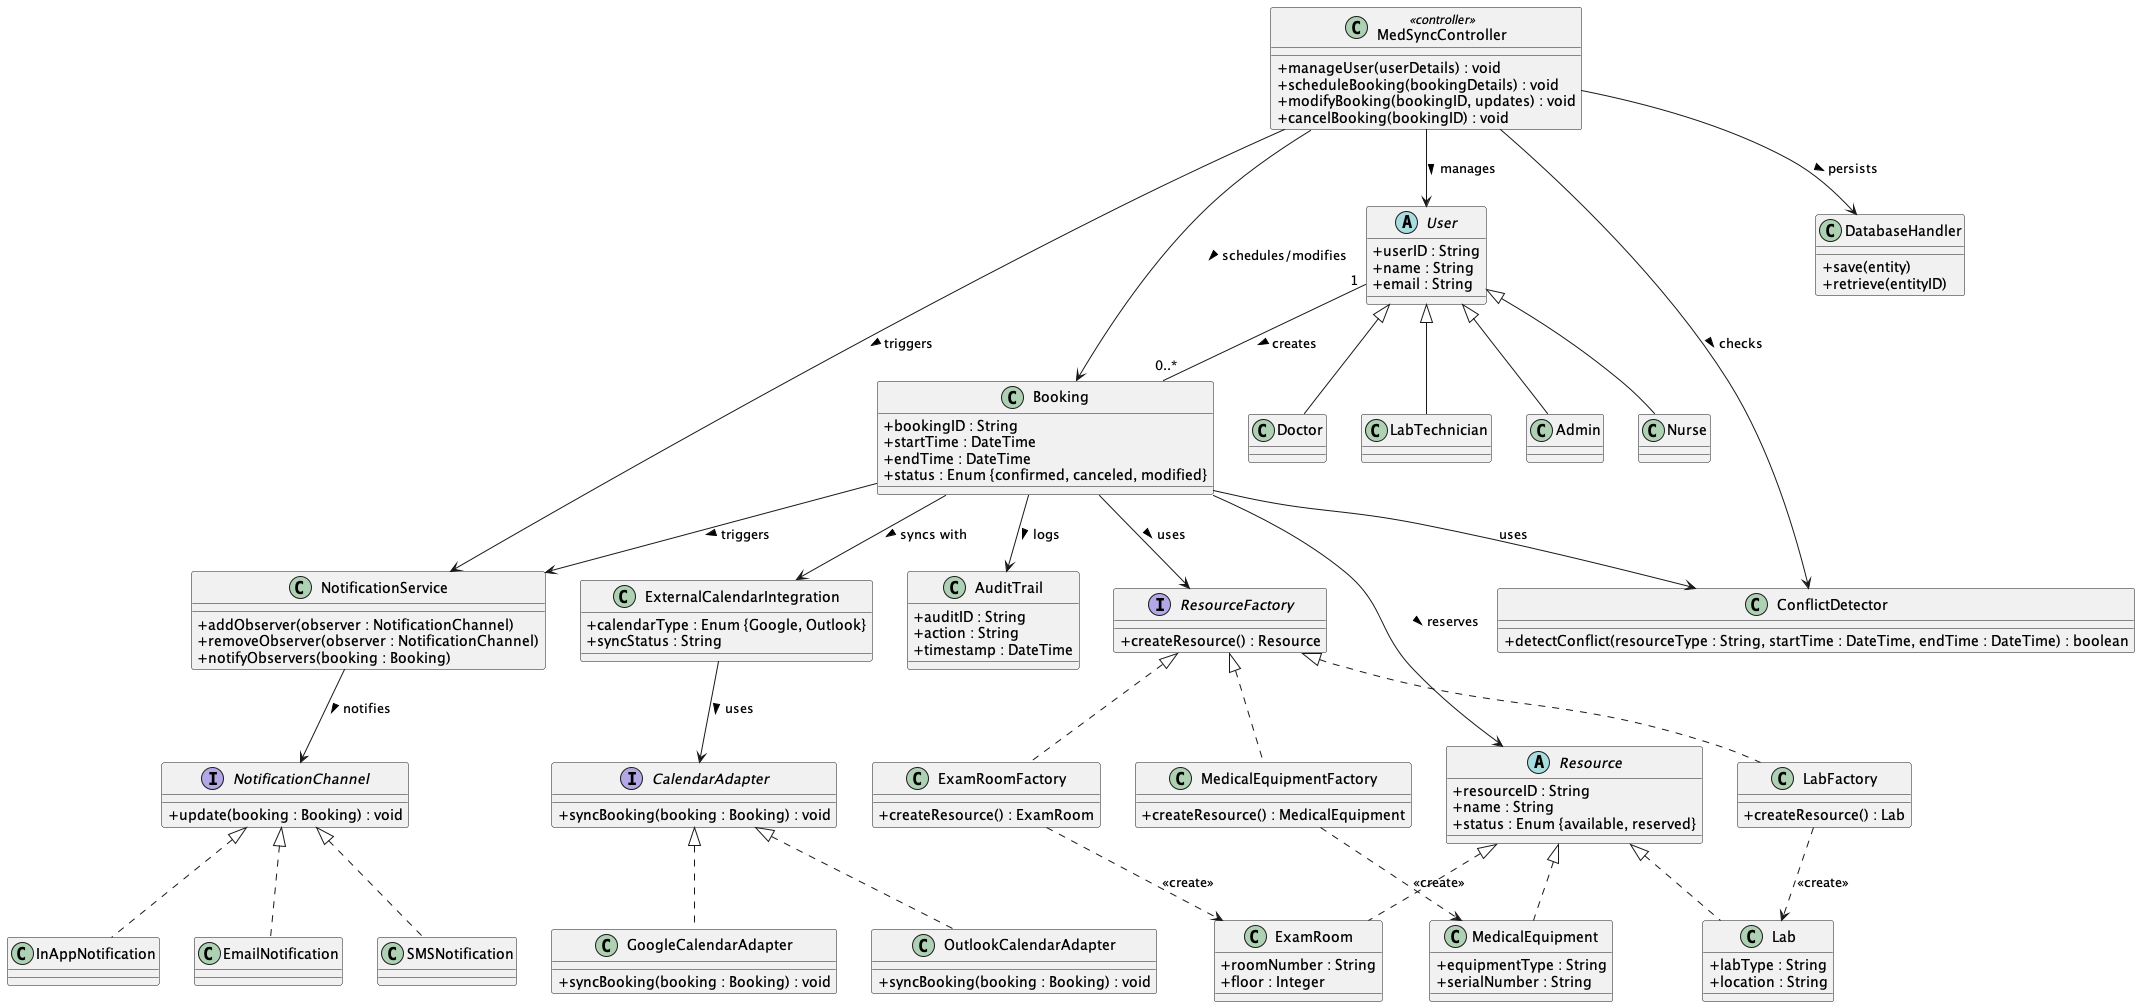 «controller»
C MedSyncController
+manageUser(userDetails) : void
+scheduleBooking(bookingDetails) : void
+modifyBooking(bookingID, updates) : void
+cancelBooking(bookingID) : void
manages
persists
A User
+userID : String
+name : String
+email : String
C DatabaseHandler
+save(entity)
+retrieve(entityID)
schedules/modifies
1
triggers
creates
checks
0..*
C Booking
+bookingID : String
+startTime : DateTime
+endTime : DateTime
+status : Enum {confirmed, canceled, modified}
C Doctor
C LabTechnician
C Admin
C Nurse
triggers
syncs with
logs
uses
uses
C NotificationService
+addObserver(observer : NotificationChannel)
+removeObserver(observer : NotificationChannel)
+notifyObservers(booking : Booking)
C ExternalCalendarIntegration
+calendarType : Enum {Google, Outlook}
+syncStatus : String
C AuditTrail
+auditID : String
+action : String
+timestamp : DateTime
I ResourceFactory
+createResource() : Resource
reserves
C ConflictDetector
+detectConflict(resourceType : String, startTime : DateTime, endTime : DateTime) : boolean
notifies
uses
I NotificationChannel
+update(booking : Booking) : void
I CalendarAdapter
+syncBooking(booking : Booking) : void
C ExamRoomFactory
+createResource() : ExamRoom
C MedicalEquipmentFactory
+createResource() : MedicalEquipment
A Resource
+resourceID : String
+name : String
+status : Enum {available, reserved}
C LabFactory
+createResource() : Lab
«create»
«create»
«create»
C InAppNotification
C EmailNotification
C SMSNotification
C GoogleCalendarAdapter
+syncBooking(booking : Booking) : void
C OutlookCalendarAdapter
+syncBooking(booking : Booking) : void
C ExamRoom
+roomNumber : String
+floor : Integer
C MedicalEquipment
+equipmentType : String
+serialNumber : String
C Lab
+labType : String
+location : String